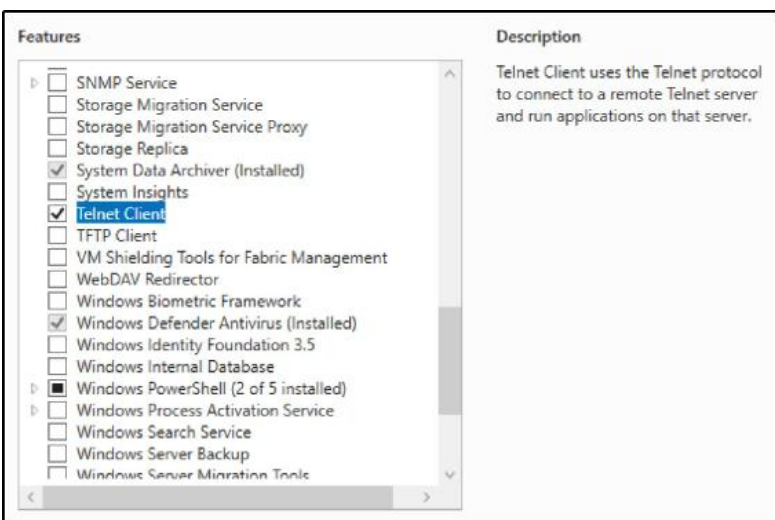 Features
SNMP Service
Storage Migration Service
Storage Migration Service Proxy
Storage Replica
System Data Archiver (Installed)
System Insights
Telnet Client
TFTP Client
VM Shielding Tools for Fabric Management
WebDAV Redirector
Windows Biometric Framework
Windows Defender Antivirus (Installed)
Windows Identity Foundation 3.5
Windows Internal Database
Windows PowerShell (2 of 5 installed)
Windows Process Activation Service
Windows Search Service
Windows Server Backup
Windows Server Migration Tools
Description
Telnet Client uses the Telnet protocol
to connect to a remote Telnet server
and run applications on that server.